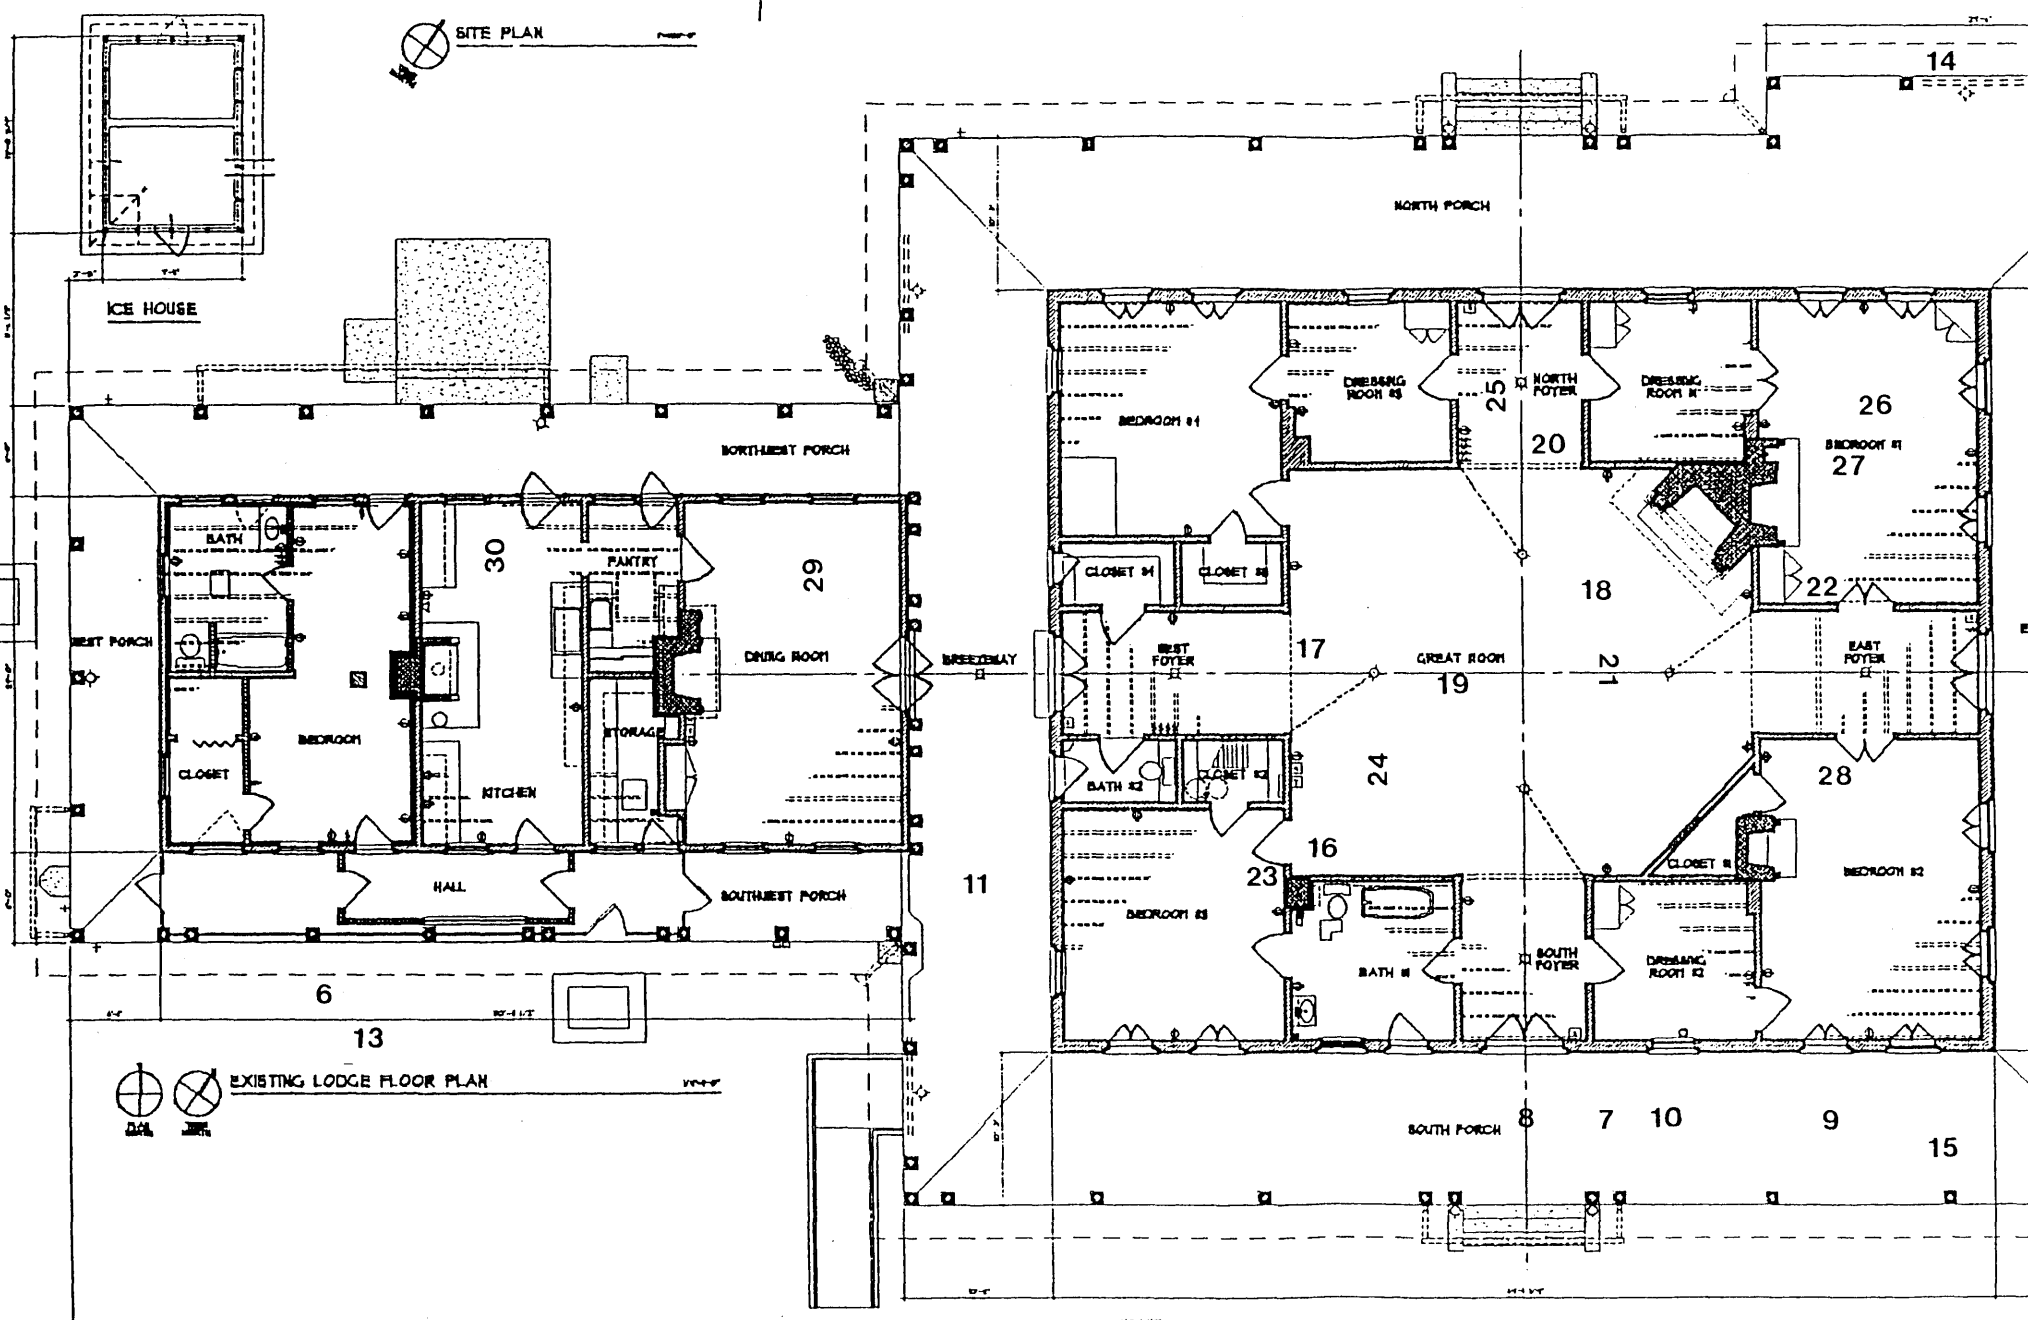 SITE PLAN
14
ICE HOUSE
NORTH PORCH
NORTHWEST PORCH
BEDROOM #4
DRESSING
ROOM #3
25
NORTH
FOYER
20
DRESSING
ROOM #1
26
BEDROOM #1
27
BATH
30
PANTRY
29
CLOSET #4
18
22
WEST PORCH
DINING ROOM
BREEZEWAY
WEST
FOYER
17
GREAT ROOM
19
21
EAST
FOYER
BEDROOM
STORAGE
CLOSET
KITCHEN
BATH #2
24
28
HALL
SOUTHWEST PORCH
11
16
23
BEDROOM #3
CLOSET #1
BEDROOM #2
BATH #1
SOUTH
FOYER
DRESSING
ROOM #2
6
13
EXISTING LODGE FLOOR PLAN
SOUTH PORCH
8
7
10
9
15